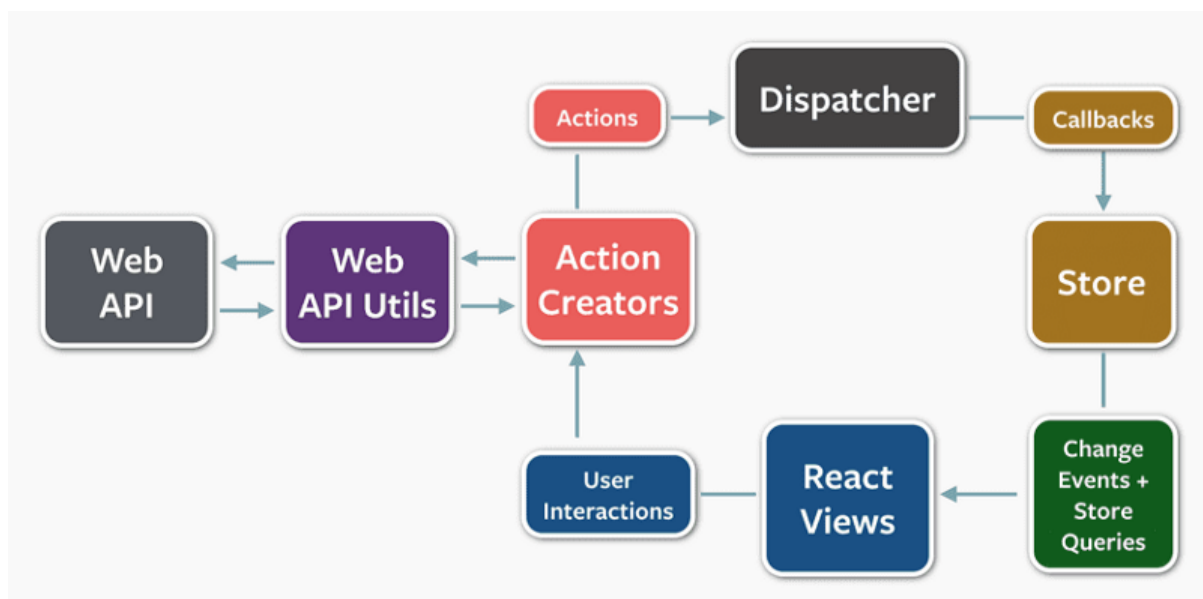 Dispatcher
Actions
Callbacks
Web
API
Web
API Utils
Action
Creators
Store
User
Interactions
React
Views
Change
Events +
Store
Queries